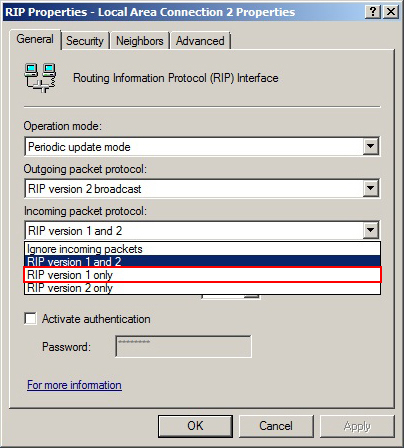 RIP Properties - Local Area Connection 2 Properties
General Security Neighbors Advanced
Routing Information Protocol (RIP) Interface
Operation mode:
Periodic update mode
Outgoing packet protocol:
RIP version 2 broadcast
Incoming packet protocol:
RIP version 1 and 2
Ignore incoming packets
RIP version 1 and 2
RIP version 1 only
RIP version 2 only
Activate authentication
Password: ********
For more information
OK Cancel Apply